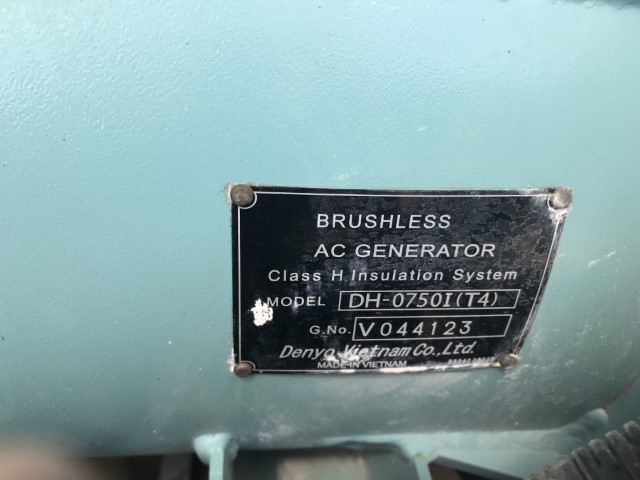 BRUSHLESS
AC GENERATOR
Class H Insulation System
MODEL DH-0750I(T4)
G.No. V044123
Denyo Vietnam Co.,Ltd.
MADE IN VIETNAM